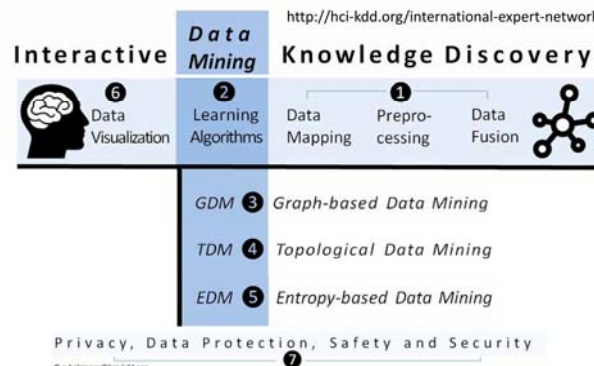 http://hci-kdd.org/international-expert-network
Data
Interactive Mining Knowledge Discovery
6 2 1
Data Learning Data Prepro- Data
Visualization Algorithms Mapping cessing Fusion
GDM 3 Graph-based Data Mining
TDM 4 Topological Data Mining
EDM 5 Entropy-based Data Mining
Privacy, Data Protection, Safety and Security
7